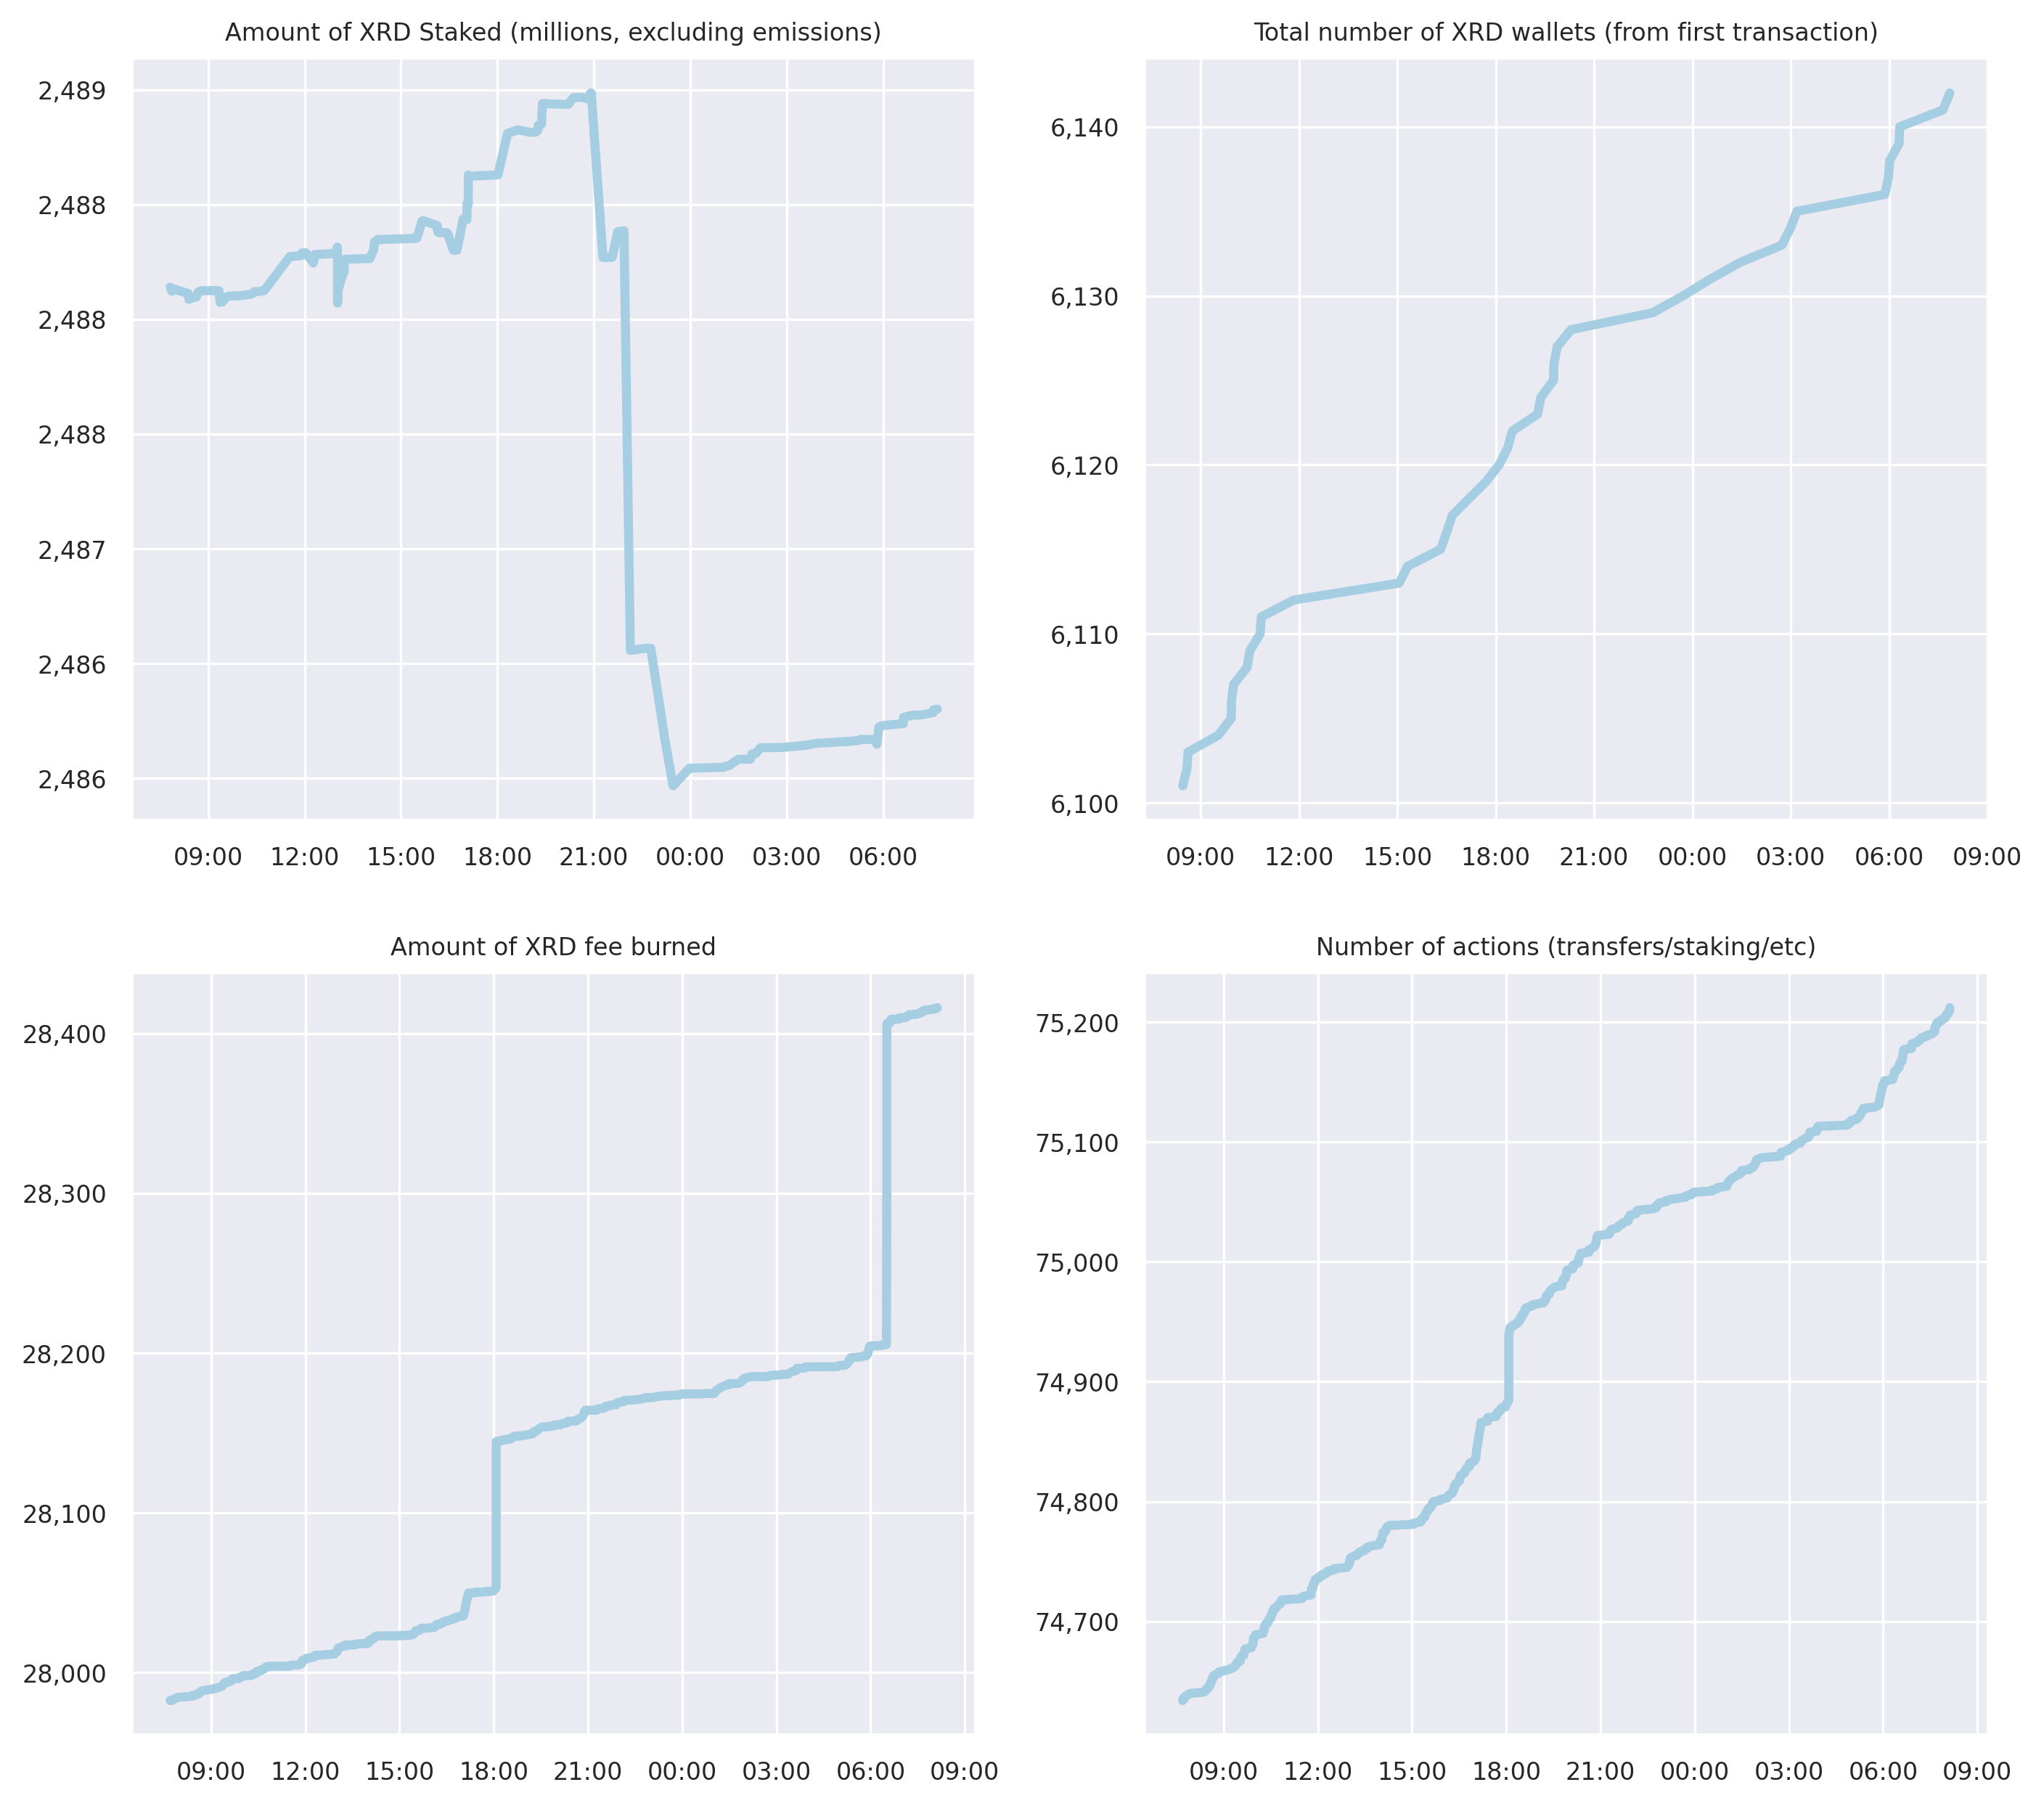 Amount of XRD Staked (millions, excluding emissions)
2,489
2,488
2,488
2,488
2,487
2,486
2,486
09:00 12:00 15:00 18:00 21:00 00:00 03:00 06:00
Total number of XRD wallets (from first transaction)
6,140
6,130
6,120
6,110
6,100
09:00 12:00 15:00 18:00 21:00 00:00 03:00 06:00 09:00
Amount of XRD fee burned
28,400
28,300
28,200
28,100
28,000
09:00 12:00 15:00 18:00 21:00 00:00 03:00 06:00 09:00
Number of actions (transfers/staking/etc)
75,200
75,100
75,000
74,900
74,800
74,700
09:00 12:00 15:00 18:00 21:00 00:00 03:00 06:00 09:00